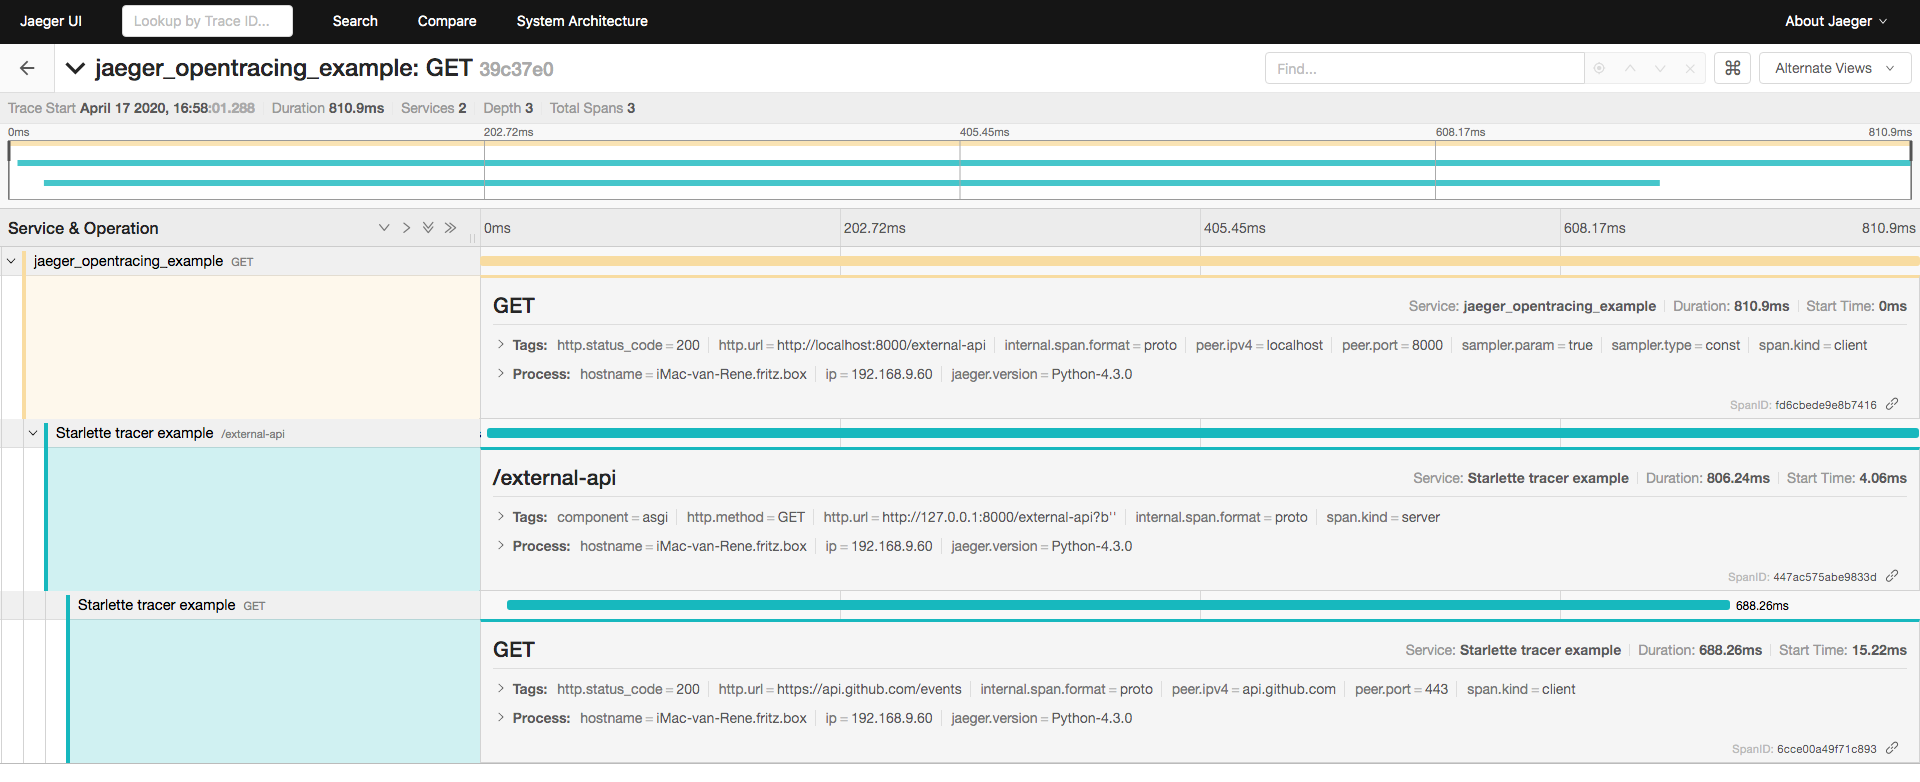 Jaeger UI Lookup by Trace ID... Search Compare System Architecture About Jaeger
jaeger_opentracing_example: GET 39c37e0 Find... ⌘ Alternate Views
Trace Start April 17 2020, 16:58:01.288 Duration 810.9ms Services 2 Depth 3 Total Spans 3
0ms 202.72ms 405.45ms 608.17ms 810.9ms
Service & Operation 0ms 202.72ms 405.45ms 608.17ms 810.9ms
jaeger_opentracing_example GET
GET Service: jaeger_opentracing_example Duration: 810.9ms Start Time: 0ms
Tags: http.status_code = 200 http.url = http://localhost:8000/external-api internal.span.format = proto peer.ipv4 = localhost peer.port = 8000 sampler.param = true sampler.type = const span.kind = client
Process: hostname = iMac-van-Rene.fritz.box ip = 192.168.9.60 jaeger.version = Python-4.3.0
SpanID: fd6cbede9e8b7416
Starlette tracer example /external-api
/external-api Service: Starlette tracer example Duration: 806.24ms Start Time: 4.06ms
Tags: component = asgi http.method = GET http.url = http://127.0.0.1:8000/external-api?b'' internal.span.format = proto span.kind = server
Process: hostname = iMac-van-Rene.fritz.box ip = 192.168.9.60 jaeger.version = Python-4.3.0
SpanID: 447ac575abe9833d
Starlette tracer example GET 688.26ms
GET Service: Starlette tracer example Duration: 688.26ms Start Time: 15.22ms
Tags: http.status_code = 200 http.url = https://api.github.com/events internal.span.format = proto peer.ipv4 = api.github.com peer.port = 443 span.kind = client
Process: hostname = iMac-van-Rene.fritz.box ip = 192.168.9.60 jaeger.version = Python-4.3.0
SpanID: 6cce00a49f71c893